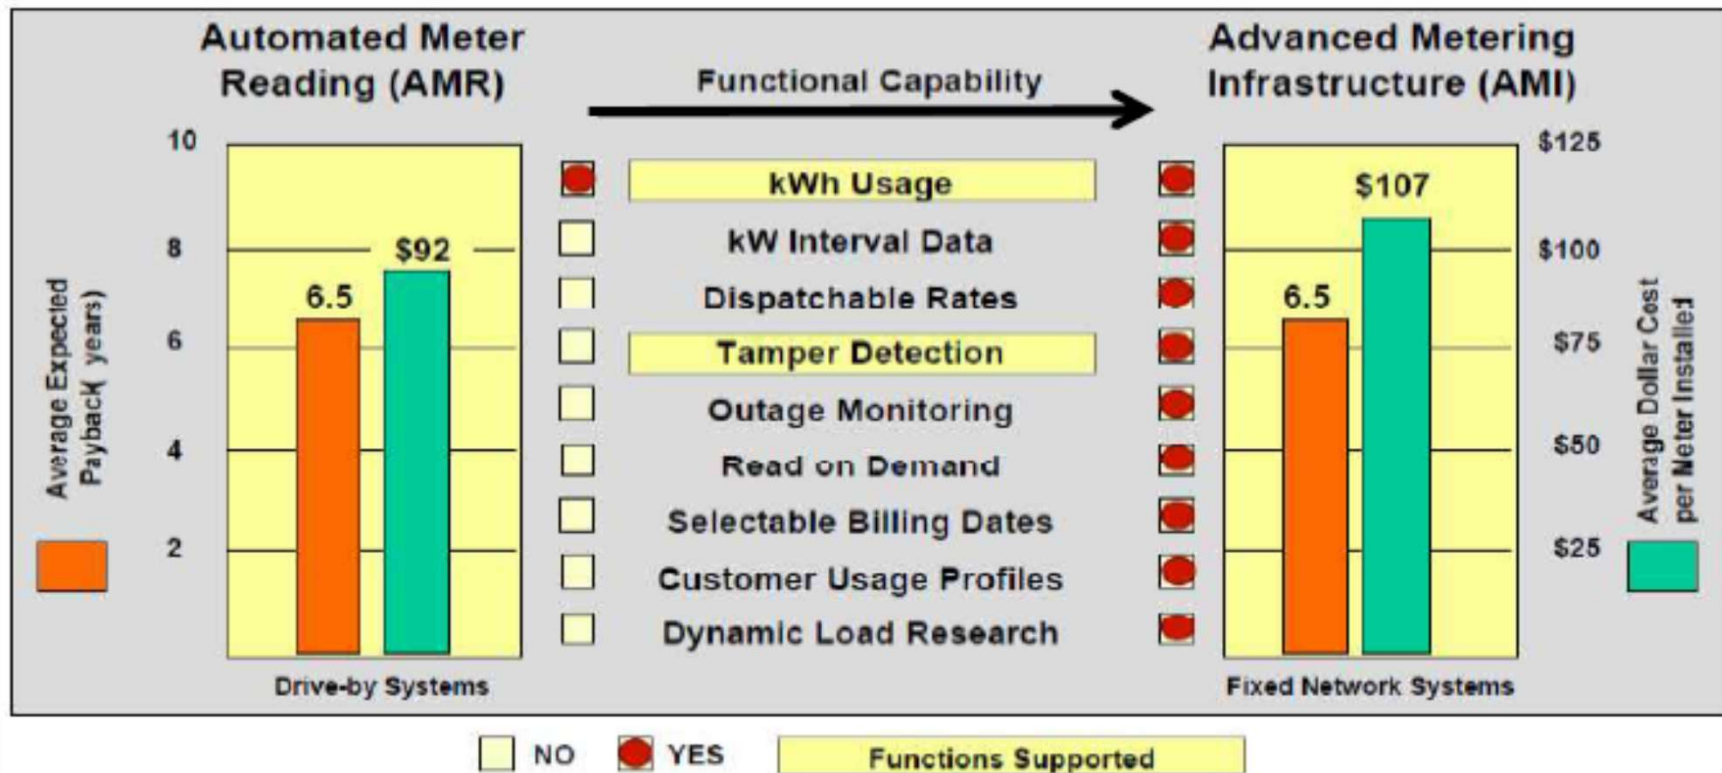 Automated Meter
Reading (AMR)
Functional Capability
Advanced Metering
Infrastructure (AMI)
10
8
6
4
2
Average Expected
Payback( years)
$92
6.5
Drive-by Systems
kWh Usage
kW Interval Data
Dispatchable Rates
Tamper Detection
Outage Monitoring
Read on Demand
Selectable Billing Dates
Customer Usage Profiles
Dynamic Load Research
$107
6.5
Fixed Network Systems
$125
$100
$75
$50
$25
Average Dollar Cost
per Neter Installed
NO
YES
Functions Supported